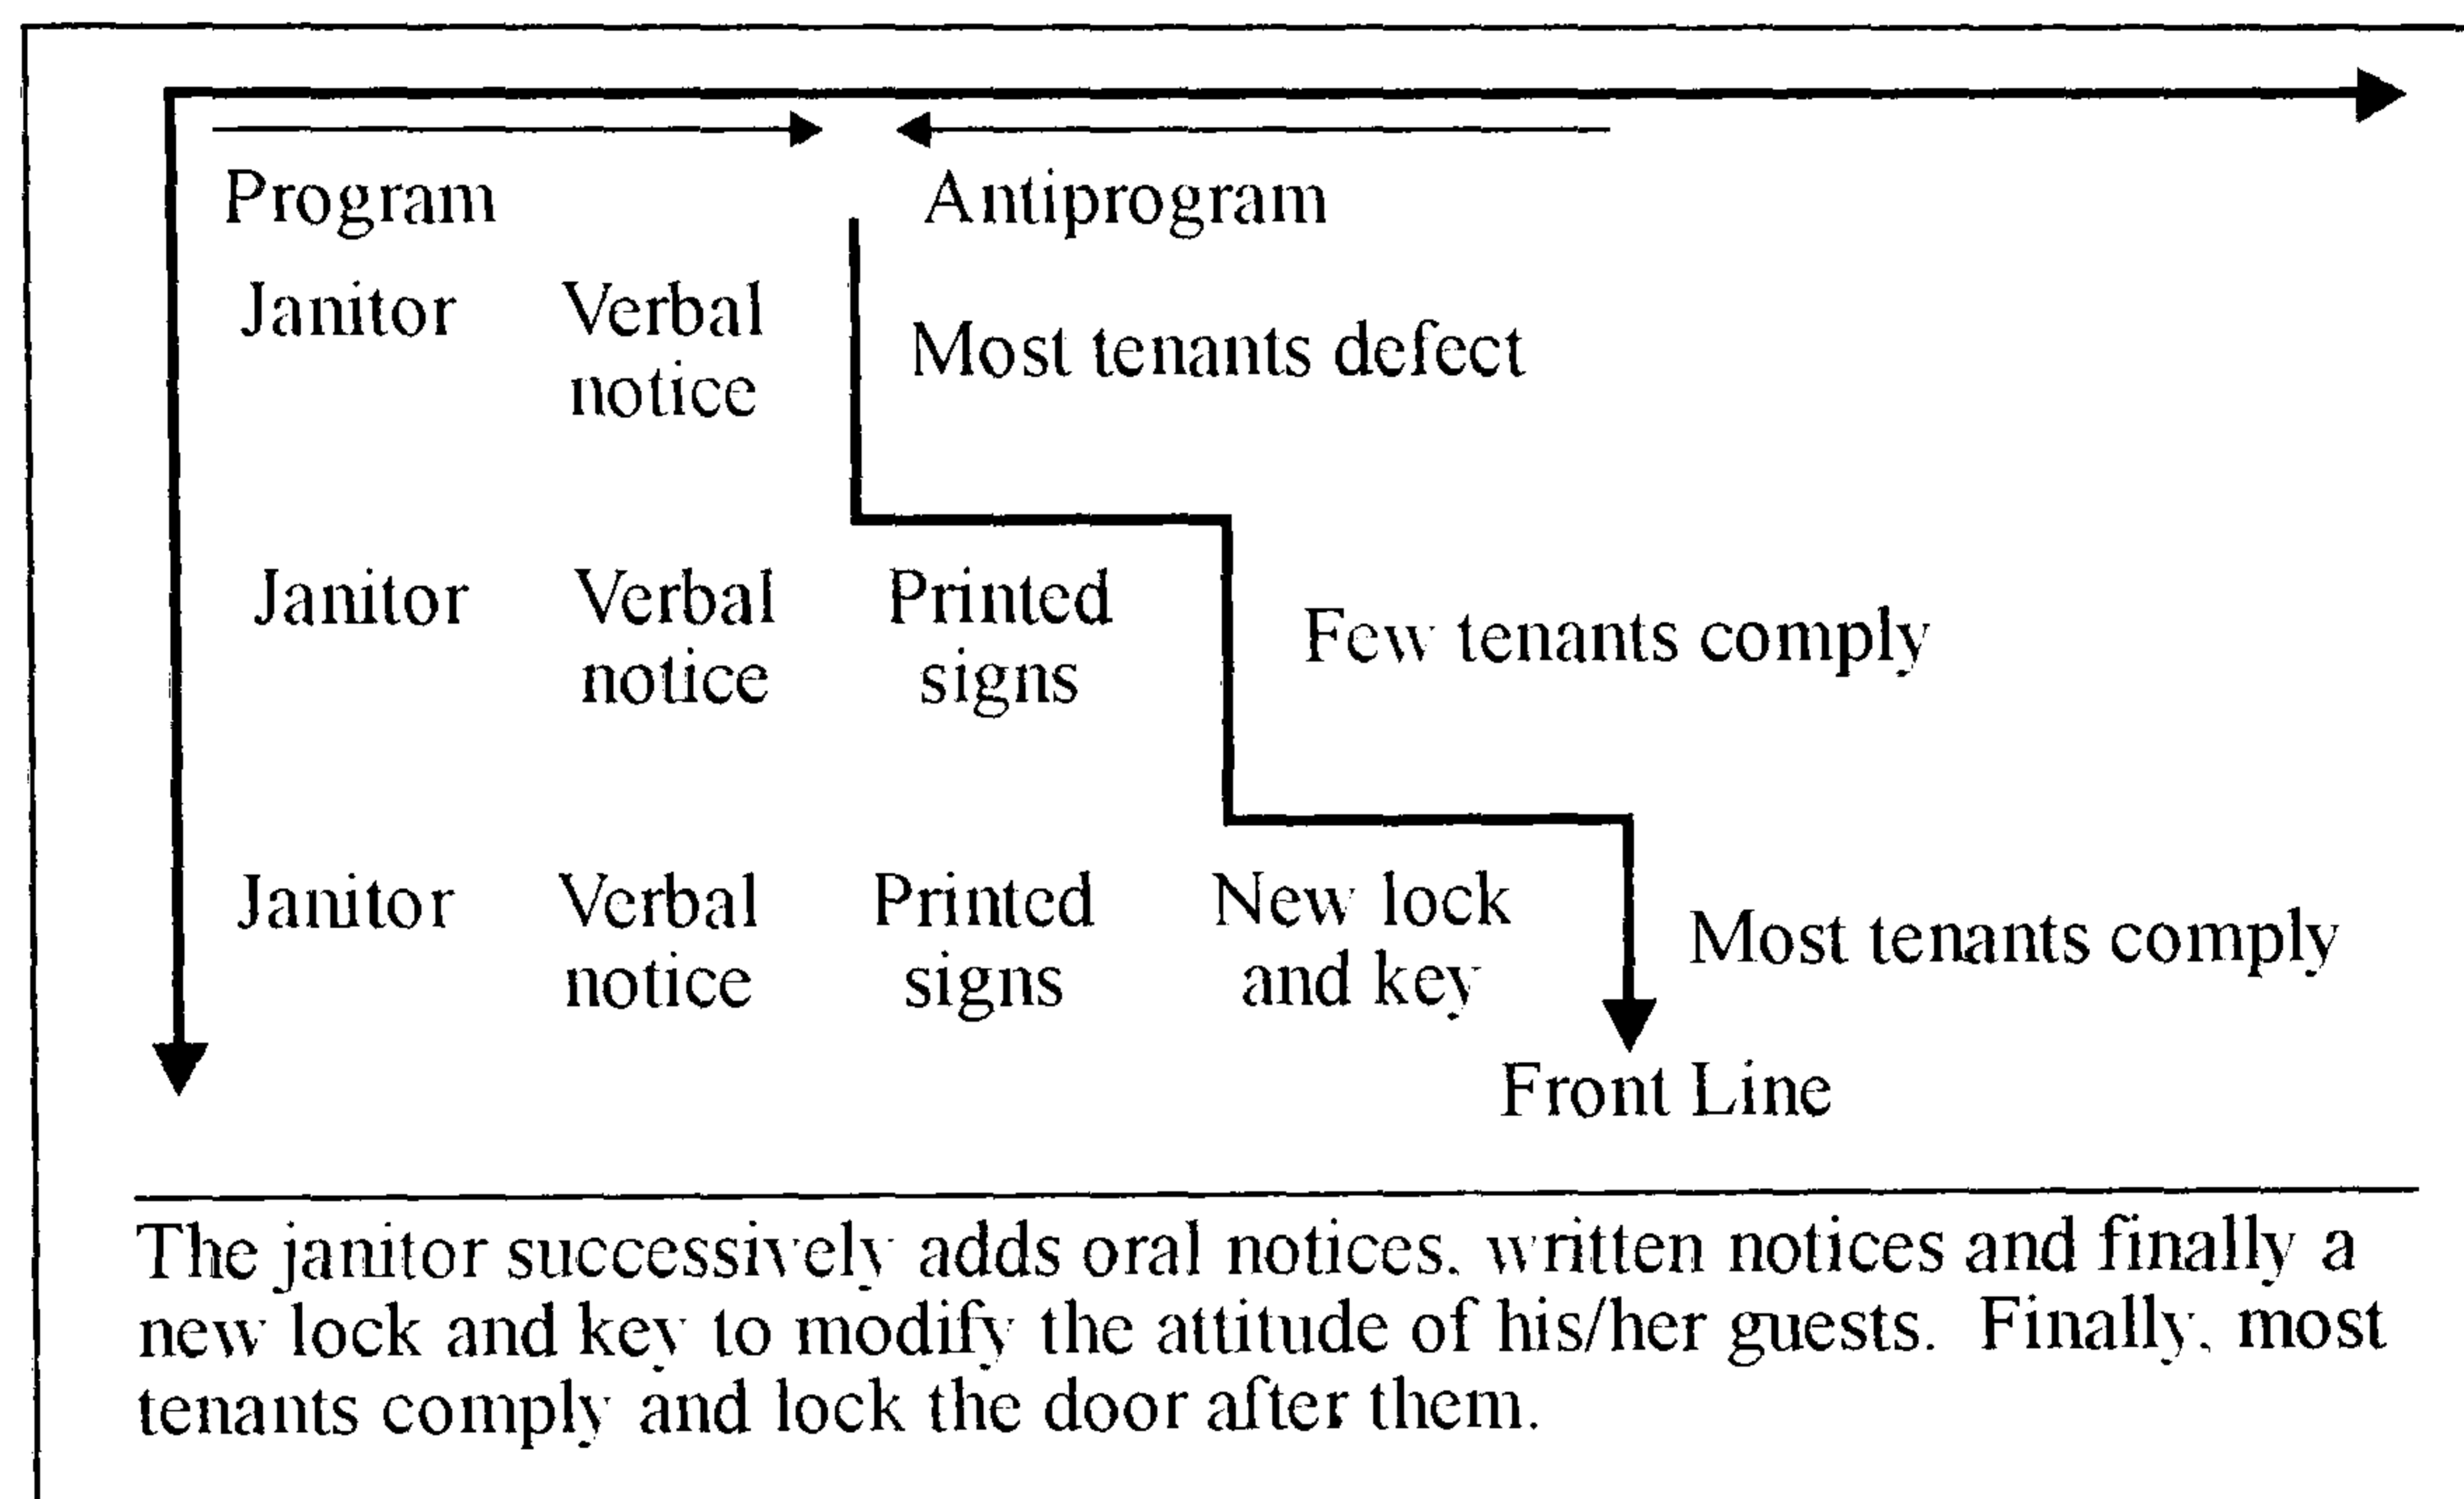 Program Antiprogram
Janitor Verbal notice Most tenants defect
Janitor Verbal notice Printed signs Few tenants comply
Janitor Verbal notice Printed signs New lock and key Most tenants comply
Front Line
The janitor successively adds oral notices, written notices and finally a
new lock and key to modify the attitude of his/her guests. Finally, most
tenants comply and lock the door after them.